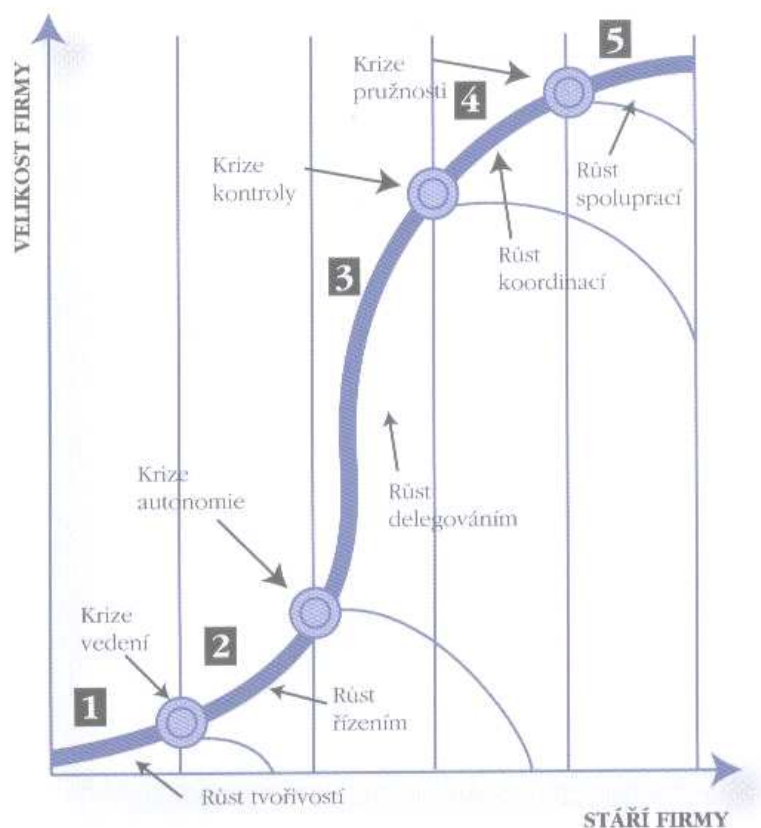 VELIKOST FIRMY
5
Krize
pružnosti
4
Krize
kontroly
Růst
spoluprací
Růst
koordinací
3
Krize
autonomie
Růst
delegováním
Krize
vedení
2
Růst
řízením
1
Růst tvořivostí
STÁŘÍ FIRMY